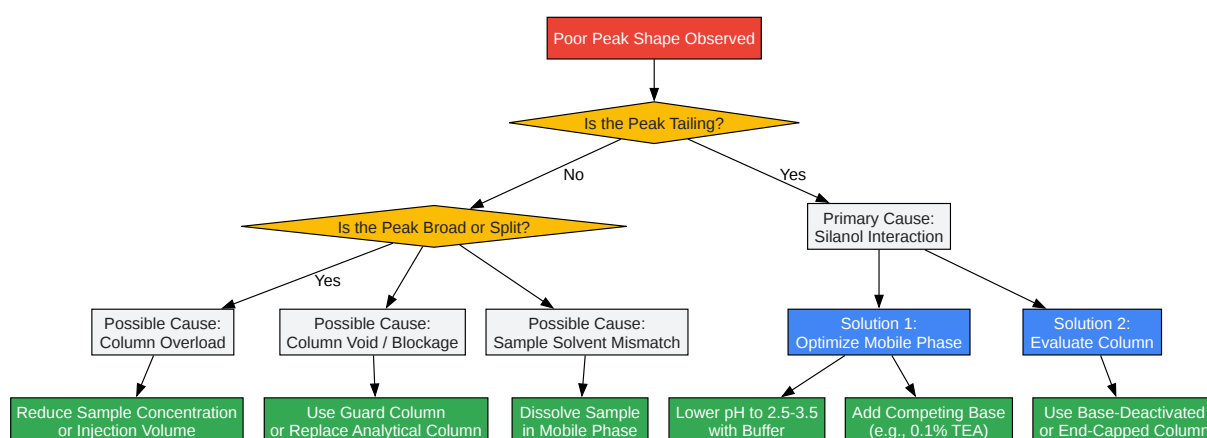 Poor Peak Shape Observed
Is the Peak Tailing?
No
Yes
Is the Peak Broad or Split?
Primary Cause:
Silanol Interaction
Yes
Possible Cause:
Column Overload
Possible Cause:
Column Void / Blockage
Possible Cause:
Sample Solvent Mismatch
Solution 1:
Optimize Mobile Phase
Solution 2:
Evaluate Column
Reduce Sample Concentration
or Injection Volume
Use Guard Column
or Replace Analytical Column
Dissolve Sample
in Mobile Phase
Lower pH to 2.5-3.5
with Buffer
Add Competing Base
(e.g., 0.1% TEA)
Use Base-Deactivated
or End-Capped Column